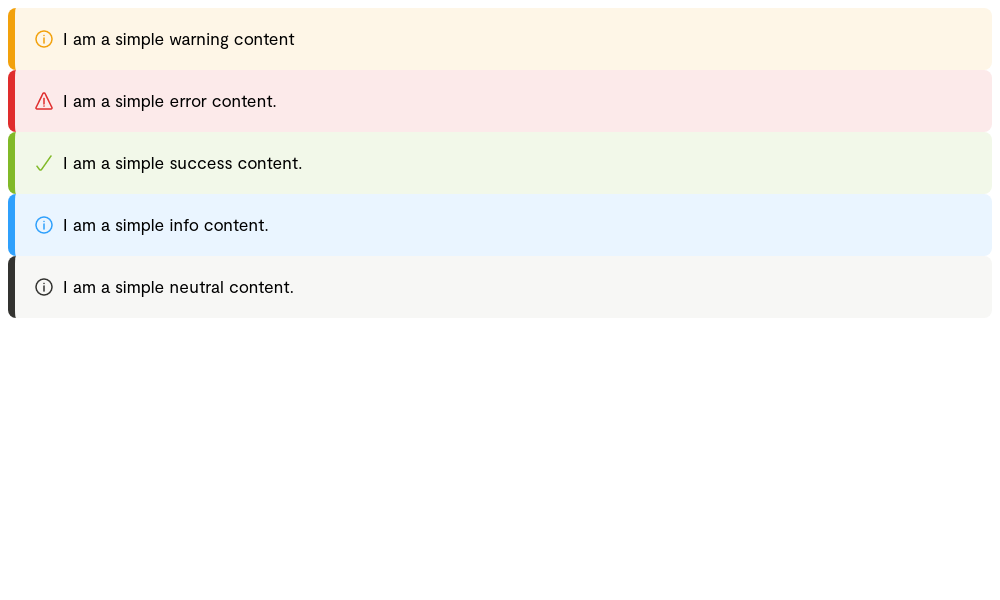 I am a simple warning content
I am a simple error content.
I am a simple success content.
I am a simple info content.
I am a simple neutral content.